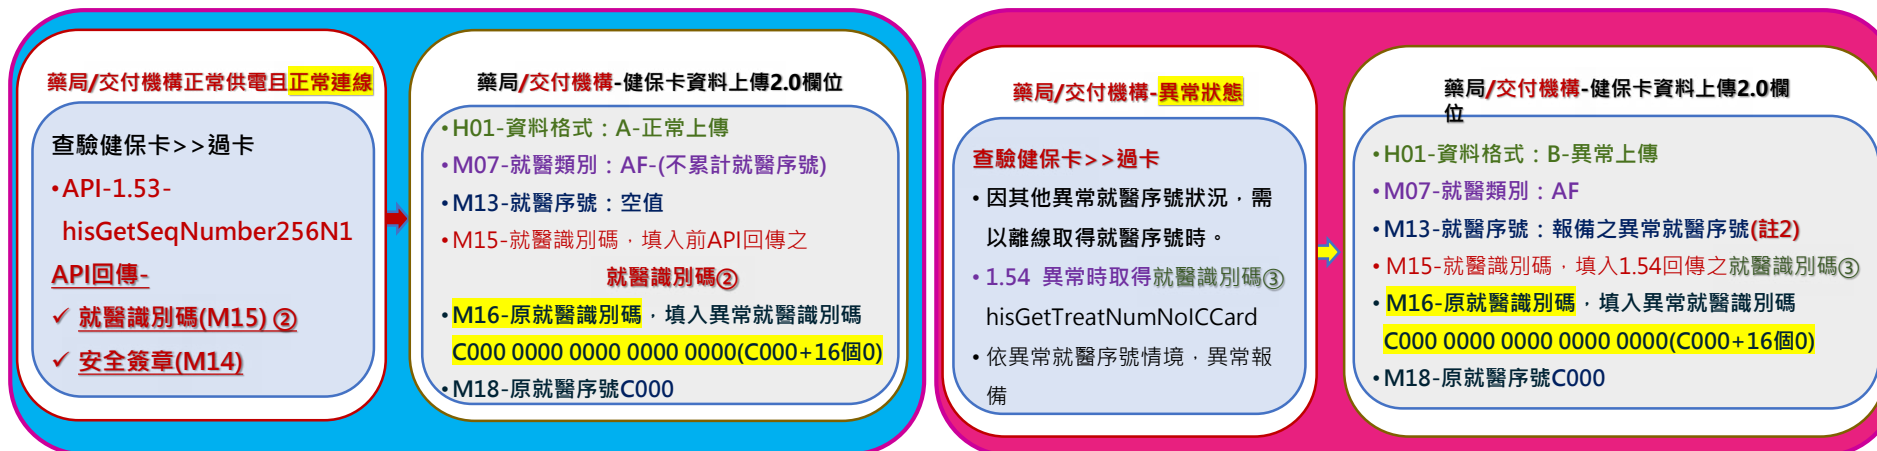 藥局/交付機構正常供電且正常連線
查驗健保卡>>過卡
•API-1.53-
hisGetSeqNumber256N1
API回傳-
✓ 就醫識別碼(M15) ②
✓ 安全簽章(M14)
藥局/交付機構-健保卡資料上傳2.0欄位
•H01-資料格式：A-正常上傳
•M07-就醫類別：AF-(不累計就醫序號)
•M13-就醫序號：空值
•M15-就醫識別碼，填入前API回傳之
就醫識別碼②
•M16-原就醫識別碼，填入異常就醫識別碼
C000 0000 0000 0000 0000(C000+16個0)
•M18-原就醫序號C000
藥局/交付機構-異常狀態
查驗健保卡>>過卡
• 因其他異常就醫序號狀況，需
以離線取得就醫序號時。
• 1.54 異常時取得就醫識別碼③
hisGetTreatNumNoICCard
• 依異常就醫序號情境，異常報
備
藥局/交付機構-健保卡資料上傳2.0欄
位
•H01-資料格式：B-異常上傳
•M07-就醫類別：AF
•M13-就醫序號：報備之異常就醫序號(註2)
• M15-就醫識別碼，填入1.54回傳之就醫識別碼③
• M16-原就醫識別碼，填入異常就醫識別碼
C000 0000 0000 0000 0000(C000+16個0)
•M18-原就醫序號C000